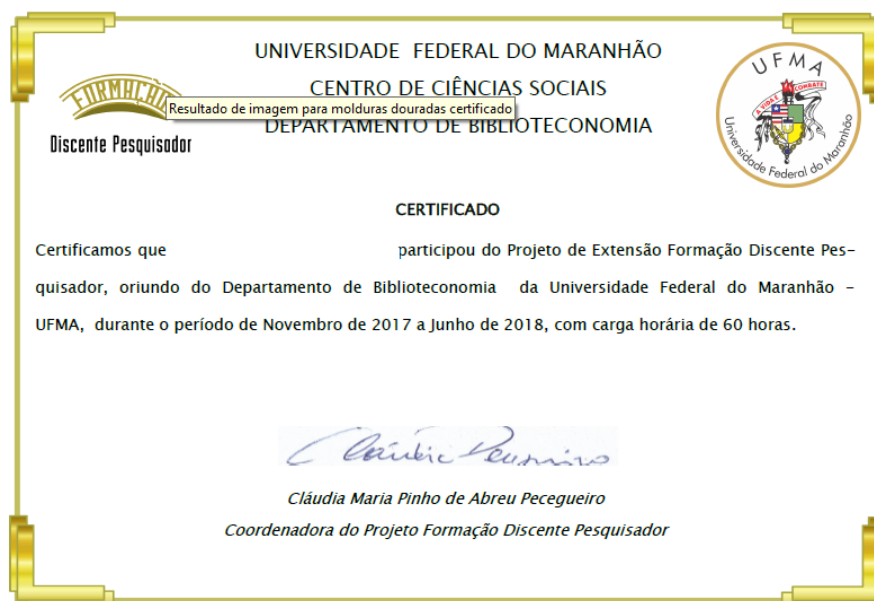 UNIVERSIDADE FEDERAL DO MARANHÃO
FORMAÇÃO
Discente Pesquisador
CENTRO DE CIÊNCIAS SOCIAIS
Resultado de imagem para molduras douradas certificado
DEPARTAMENTO DE BIBLIOTECONOMIA
UFMA
A VIDA É COMBATE
Universidade Federal do Maranhão
CERTIFICADO
Certificamos que participou do Projeto de Extensão Formação Discente Pes-
quisador, oriundo do Departamento de Biblioteconomia da Universidade Federal do Maranhão –
UFMA, durante o período de Novembro de 2017 a Junho de 2018, com carga horária de 60 horas.
Cláudia Maria Pinho de Abreu Pecegueiro
Coordenadora do Projeto Formação Discente Pesquisador